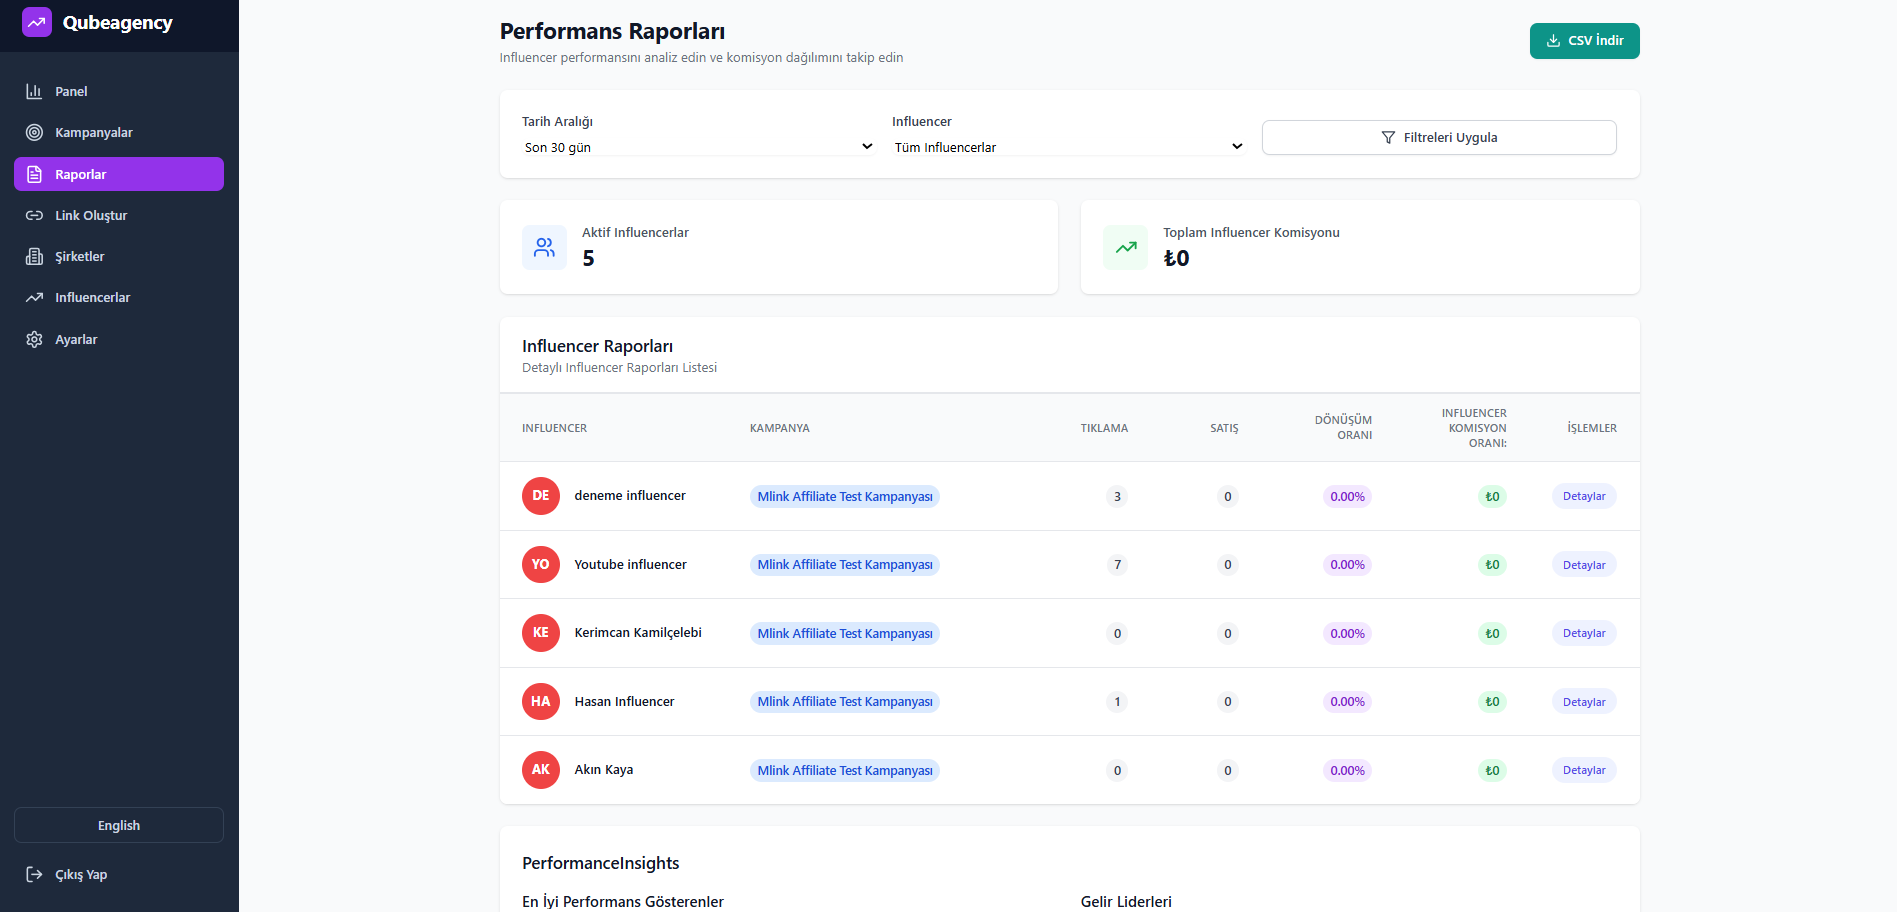 Qubeagency
Panel
Kampanyalar
Raporlar
Link Oluştur
Şirketler
Influencerlar
Ayarlar
English
Çıkış Yap
Performans Raporları
Influencer performansını analiz edin ve komisyon dağılımını takip edin
CSV İndir
Tarih Aralığı
Son 30 gün
Influencer
Tüm Influencerlar
Filtreleri Uygula
Aktif Influencerlar
5
Toplam Influencer Komisyonu
₺0
Influencer Raporları
Detaylı Influencer Raporları Listesi
INFLUENCER KAMPANYA TIKLAMA SATIŞ DÖNÜŞÜM ORANI INFLUENCER KOMISYON ORANI: İŞLEMLER
DE deneme influencer Mlink Affiliate Test Kampanyası 3 0 0.00% ₺0 Detaylar
YO Youtube influencer Mlink Affiliate Test Kampanyası 7 0 0.00% ₺0 Detaylar
KE Kerimcan Kamilçelebi Mlink Affiliate Test Kampanyası 0 0 0.00% ₺0 Detaylar
HA Hasan Influencer Mlink Affiliate Test Kampanyası 1 0 0.00% ₺0 Detaylar
AK Akın Kaya Mlink Affiliate Test Kampanyası 0 0 0.00% ₺0 Detaylar
PerformanceInsights
En İyi Performans Gösterenler
Gelir Liderleri